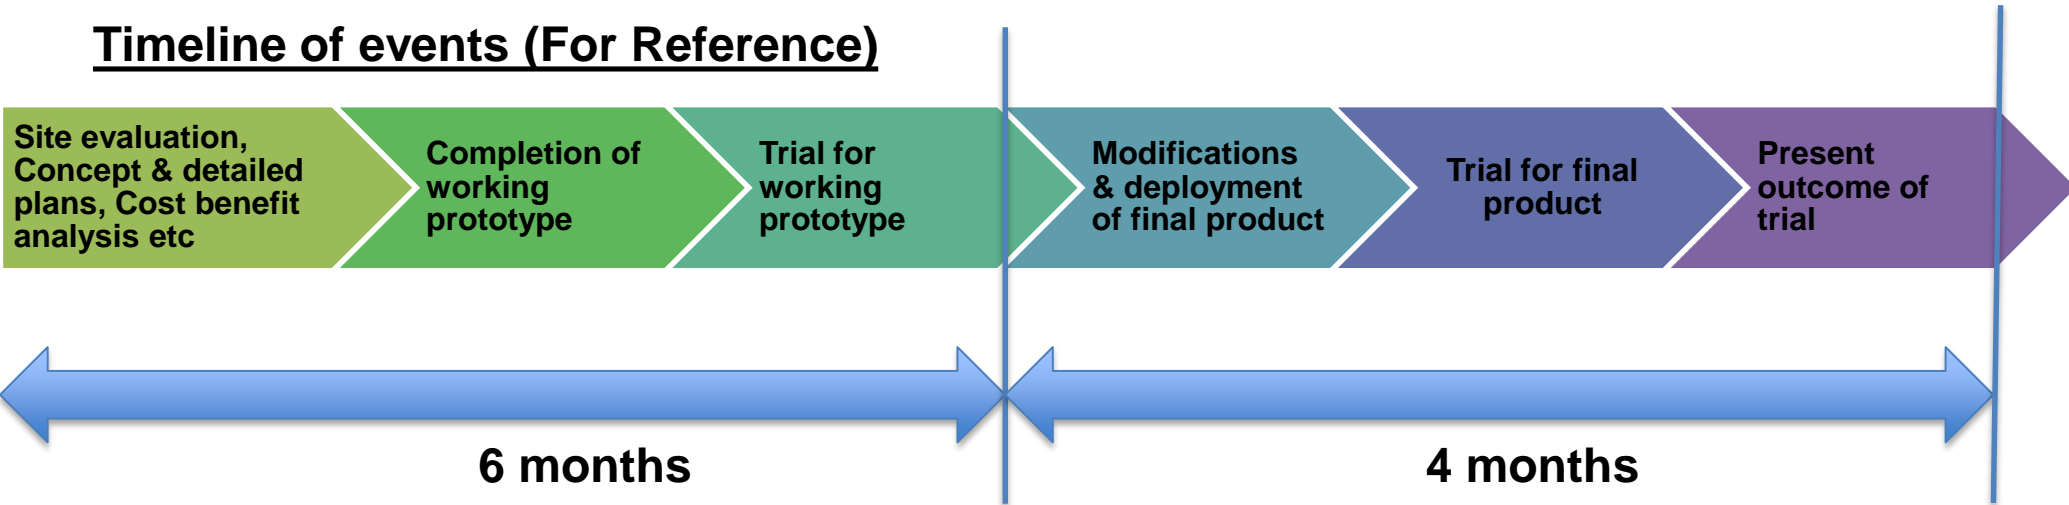 Timeline of events (For Reference)
Site evaluation,
Concept & detailed
plans, Cost benefit
analysis etc
Completion of
working
prototype
Trial for
working
prototype
Modifications
& deployment
of final product
Trial for final
product
Present
outcome of
trial
6 months
4 months